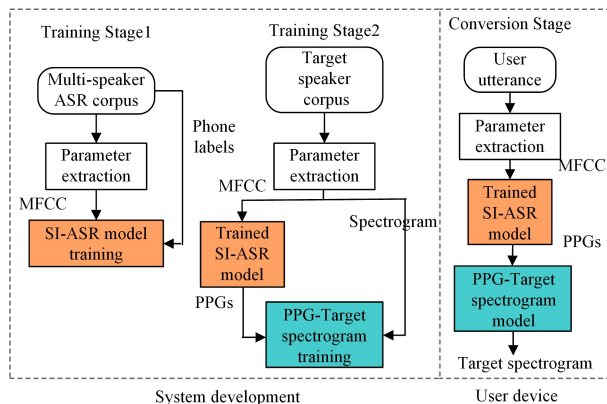 Training Stage1
Multi-speaker
ASR corpus
Phone
labels
Parameter
extraction
MFCC
SI-ASR model
training
Training Stage2
Target
speaker
corpus
Parameter
extraction
MFCC
Spectrogram
Trained
SI-ASR
model
PPGs
PPG-Target
spectrogram
training
System development
Conversion Stage
User
utterance
Parameter
extraction
MFCC
Trained
SI-ASR
model
PPGs
PPG-Target
spectrogram
model
Target spectrogram
User device